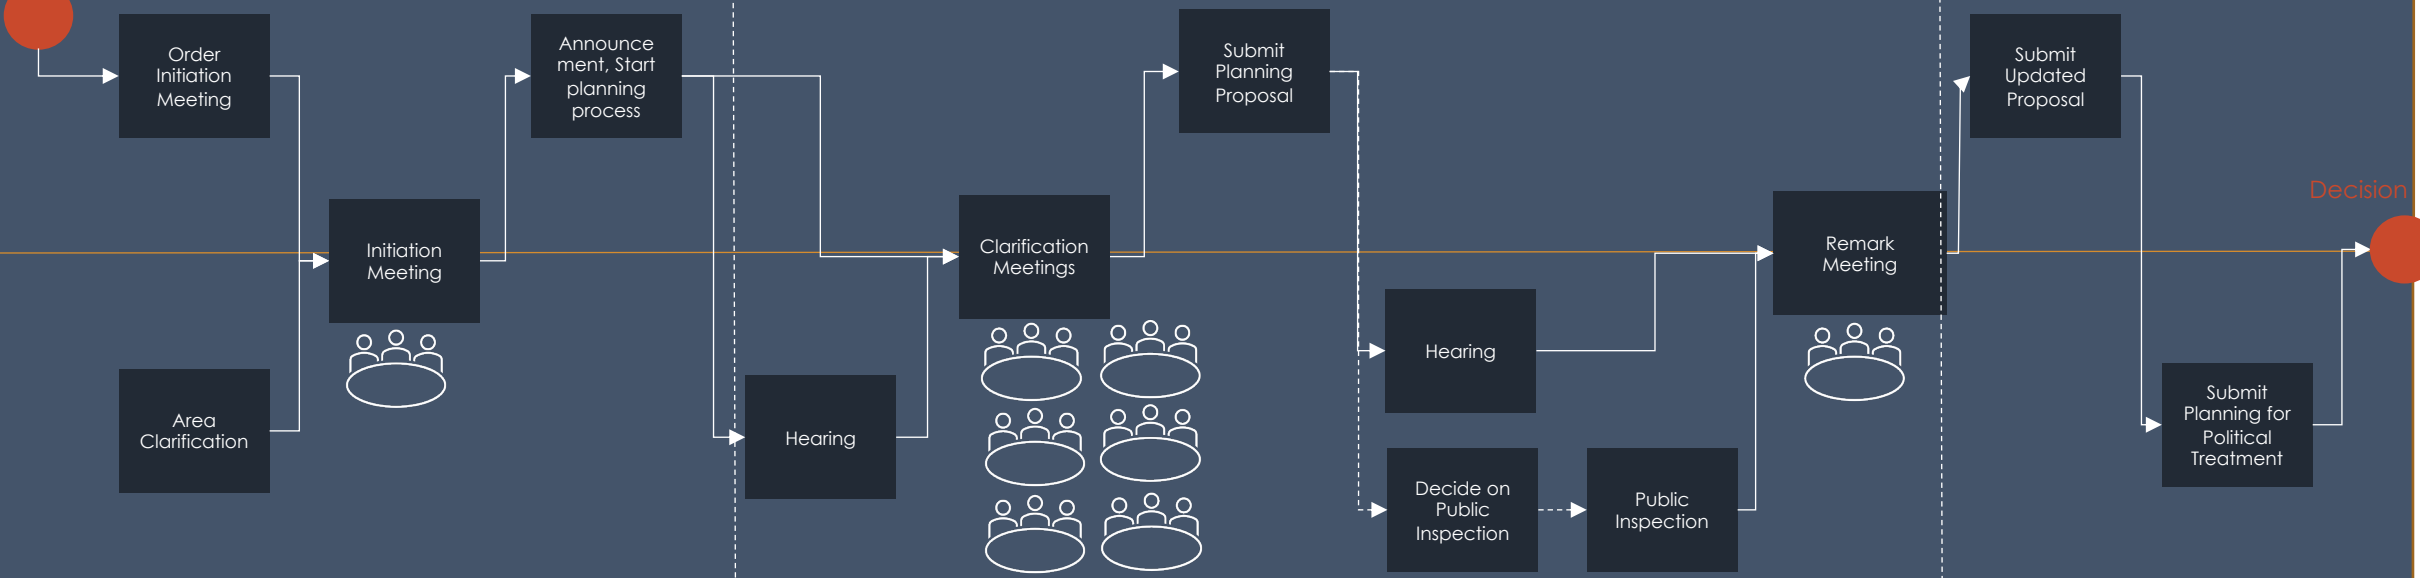 Order
Initiation
Meeting
Area
Clarification
Initiation
Meeting
Announce
ment, Start
planning
process
Hearing
Clarification
Meetings
Submit
Planning
Proposal
Hearing
Decide on
Public
Inspection
Public
Inspection
Remark
Meeting
Submit
Updated
Proposal
Submit
Planning for
Political
Treatment
Decision